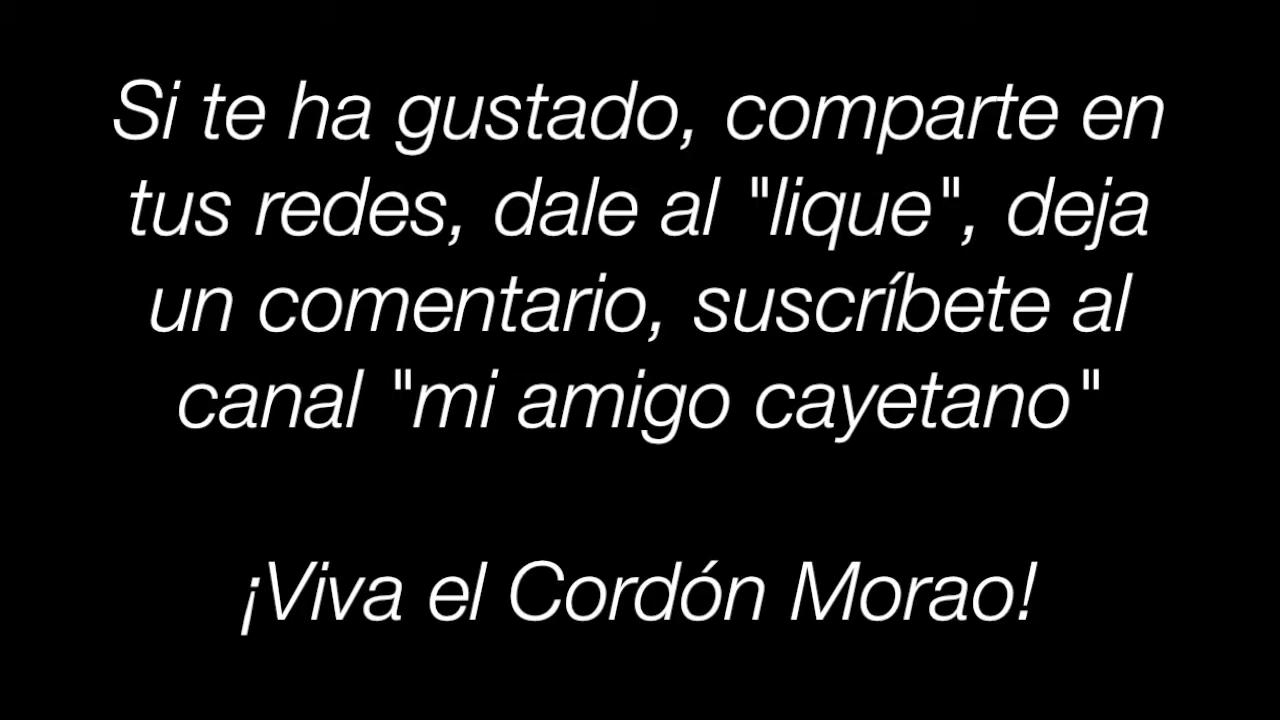 Si te ha gustado, comparte en
tus redes, dale al "lique", deja
un comentario, suscríbete al
canal "mi amigo cayetano"
¡Viva el Cordón Morao!